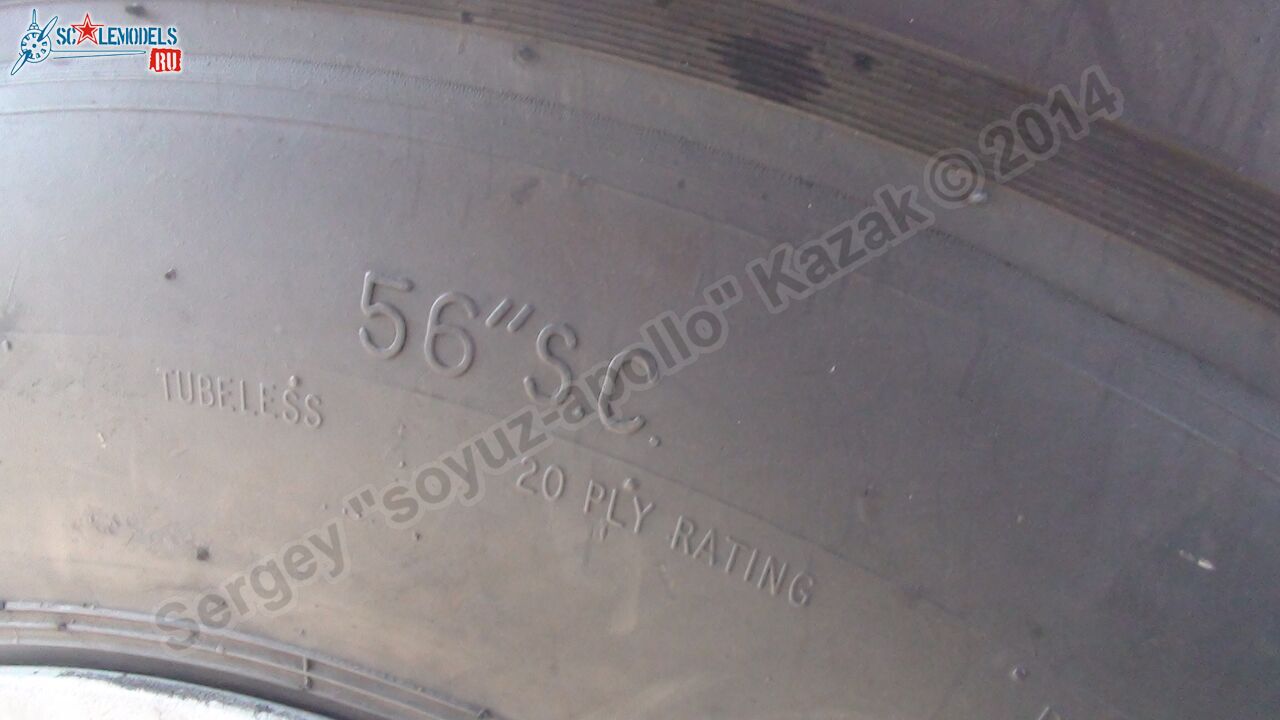 SCALEMODELS
RU
56" S.C.
TUBELESS
20 PLY RATING
Sergey "soyuz-apollo" Kazak © 2014